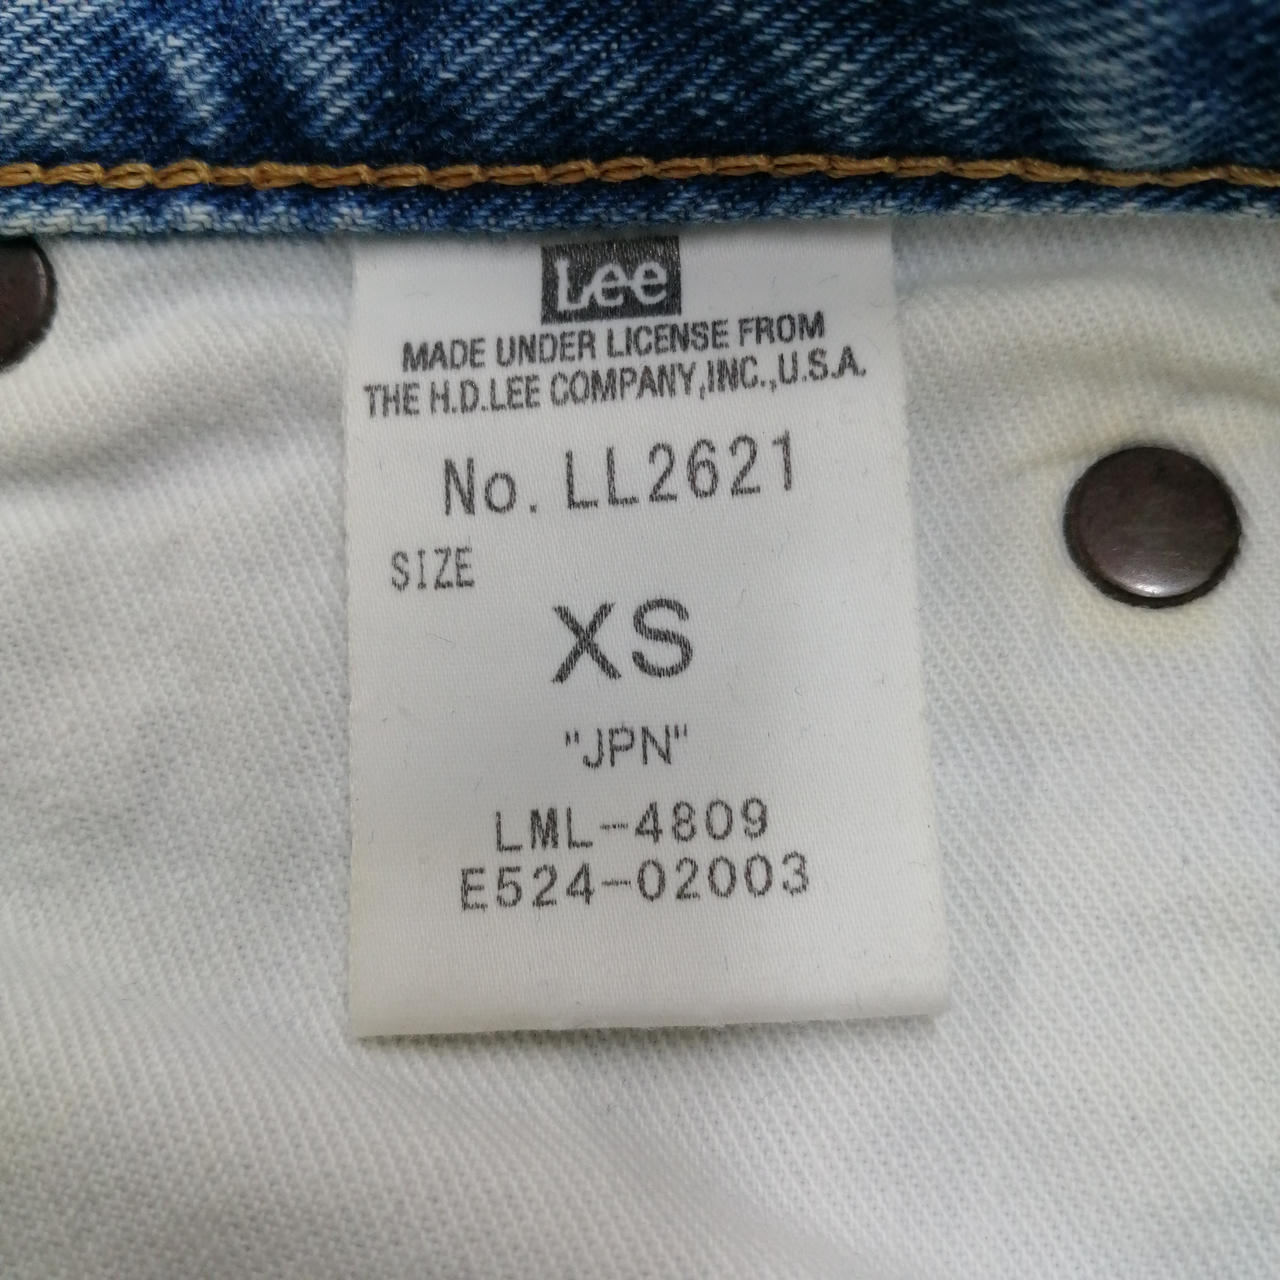 Lee
MADE UNDER LICENSE FROM
THE H.D.LEE COMPANY,INC.,U.S.A.
No. LL2621
SIZE
XS
"JPN"
LML-4809
E524-02003